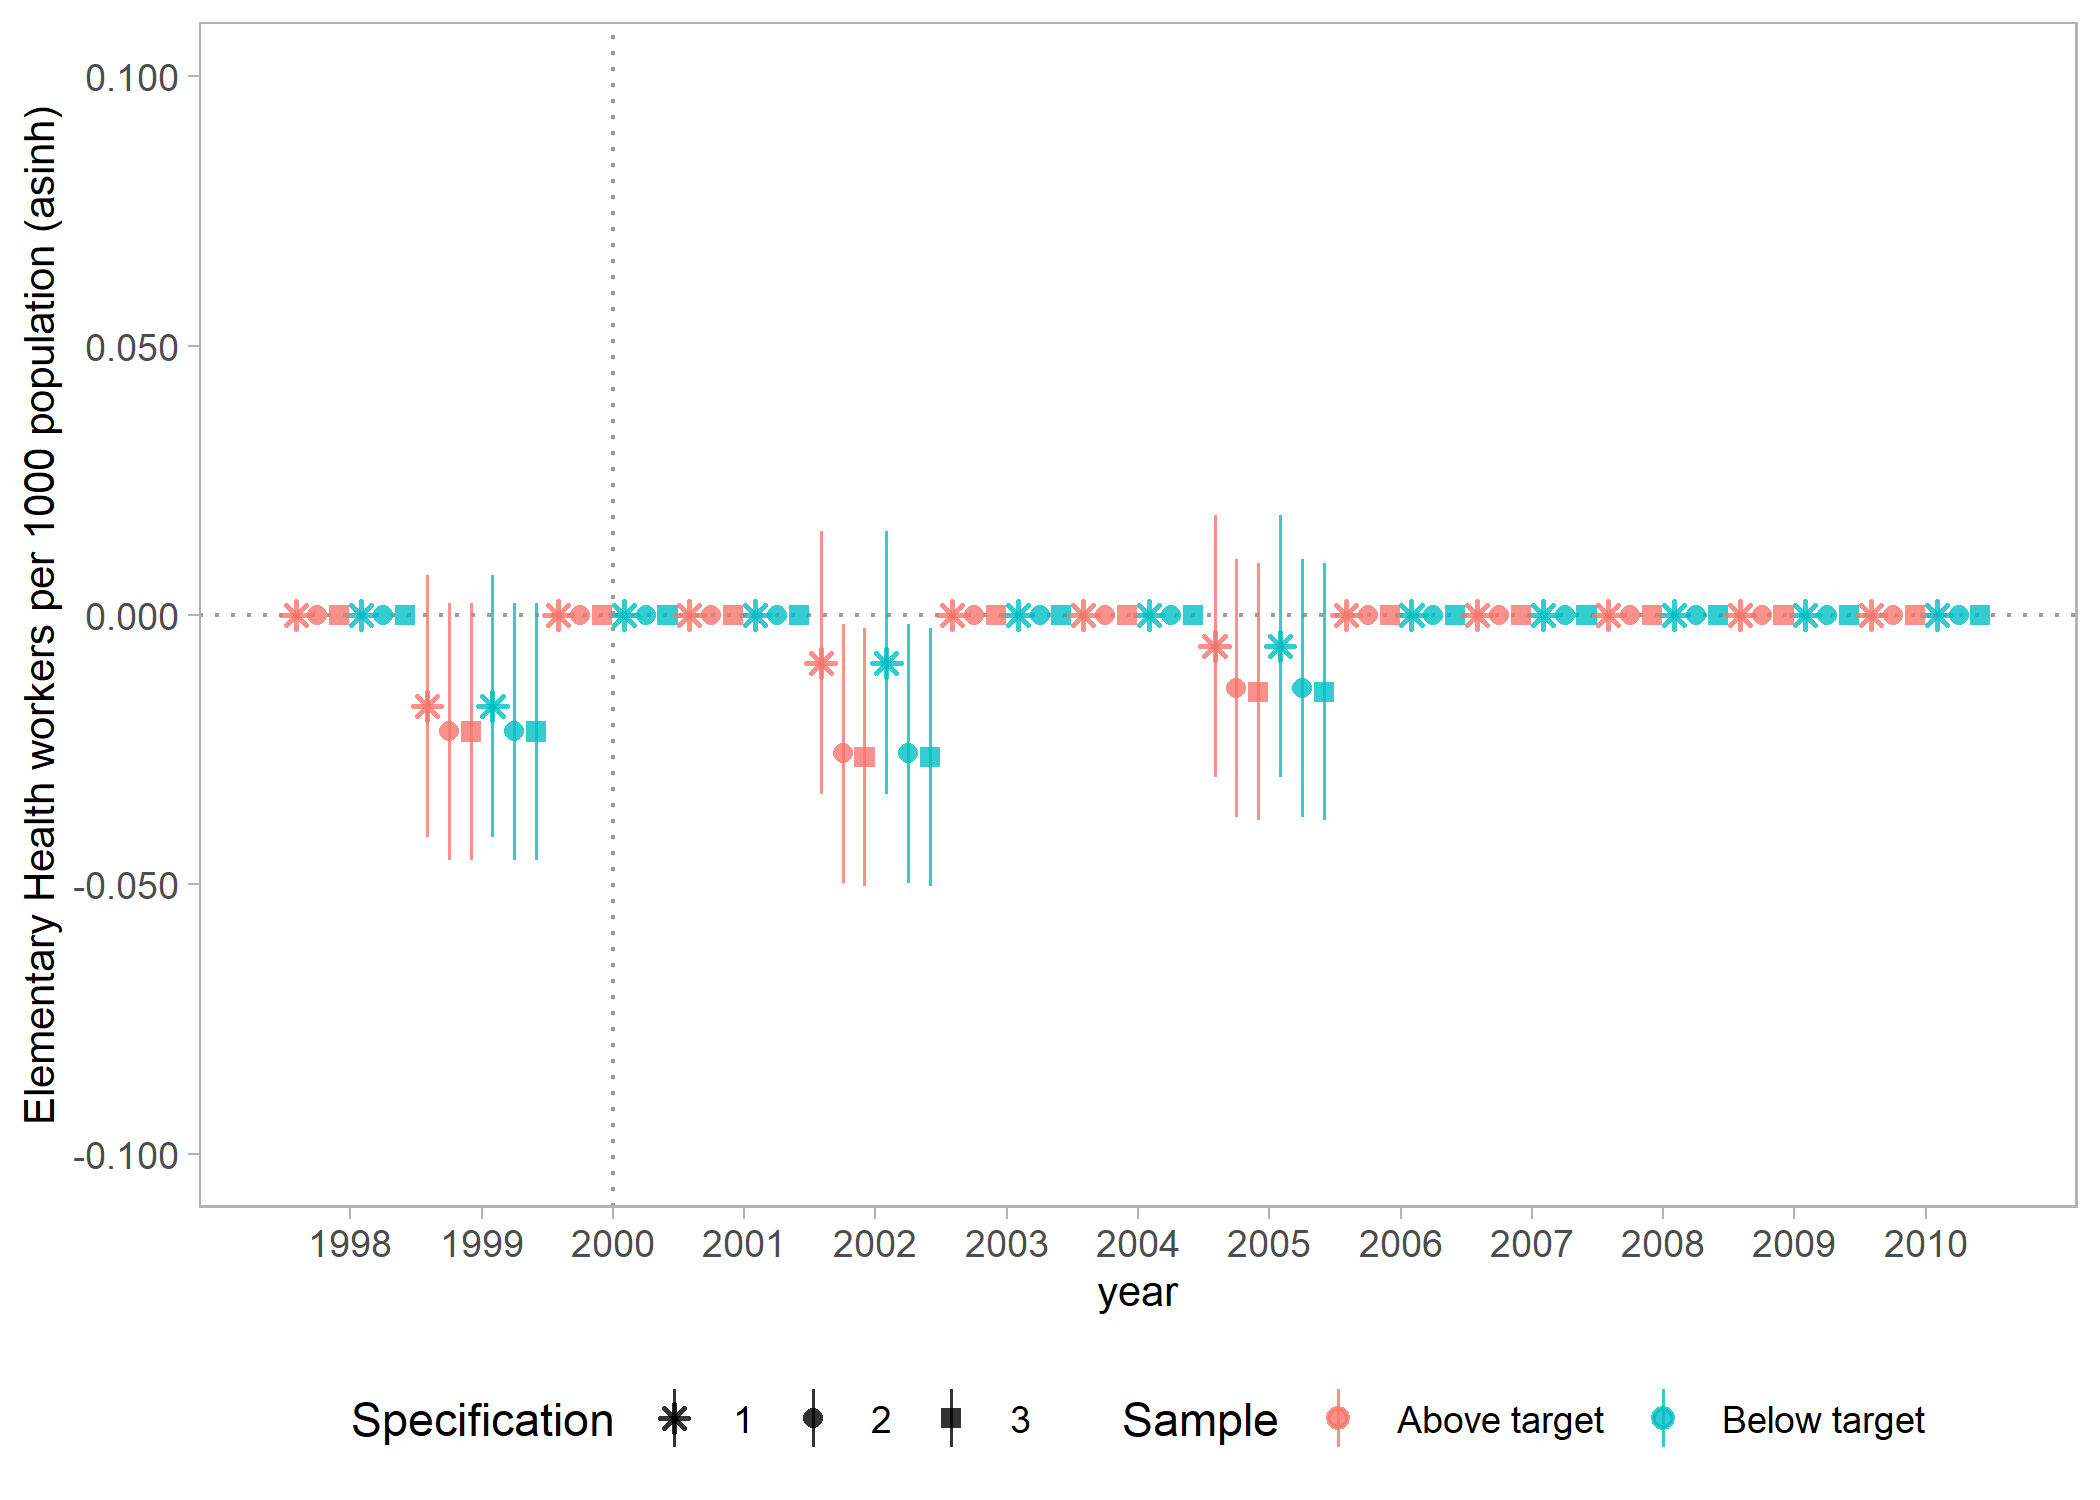 Elementary Health workers per 1000 population (asinh)
0.100
0.050
0.000
-0.050
-0.100
1998 1999 2000 2001 2002 2003 2004 2005 2006 2007 2008 2009 2010
year
Specification 1 2 3 Sample Above target Below target